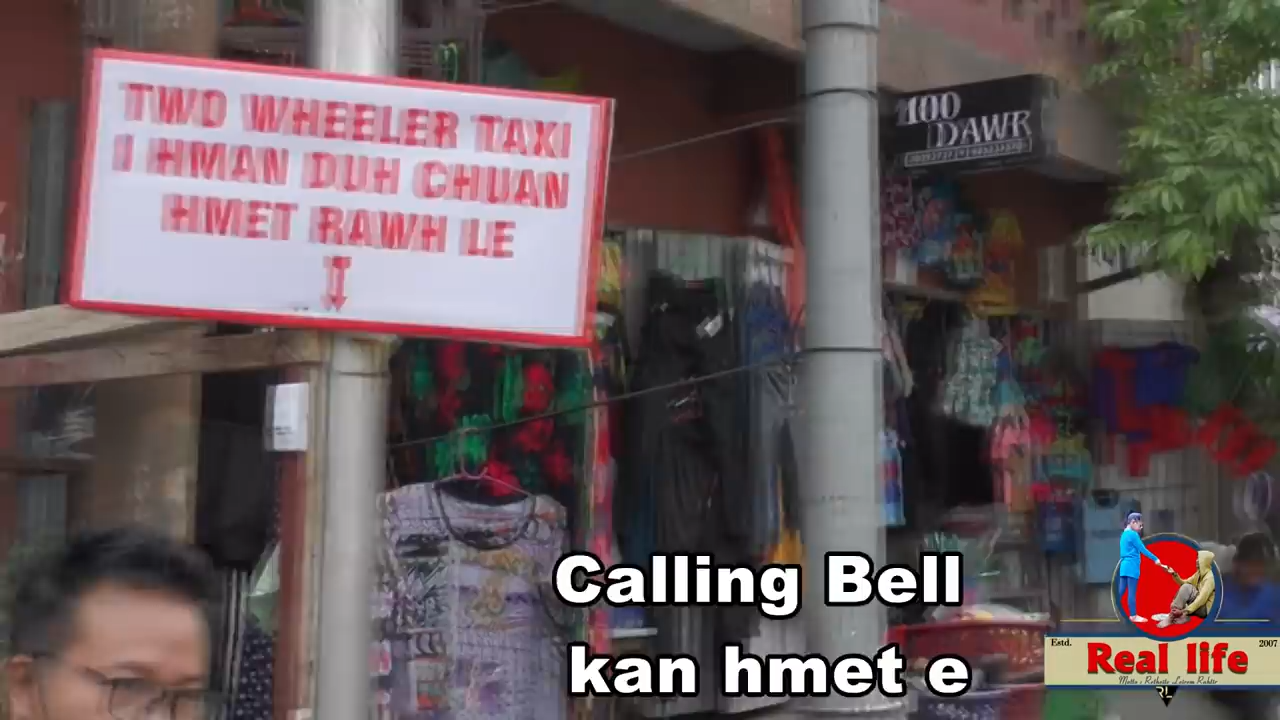 TWO WHEELER TAXI
I HMAN DUH CHUAN
HMET RAWH LE
100
DAWR
Calling Bell
kan hmet e
Estd. 2007
Real life
RL